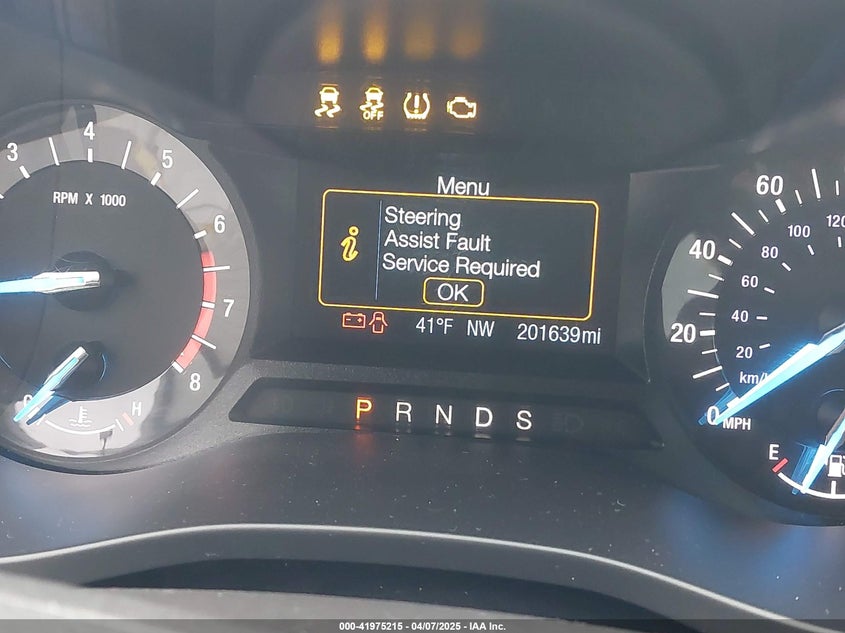 OFF
Menu
Steering
Assist Fault
Service Required
OK
41°F NW 201639mi
P R N D S
3 4 5 6 7 8
RPM X 1000
H
60
40
20
0
MPH
120
100
80
60
40
20
km/
E
000-41975215 - 04/07/2025 - IAA Inc.